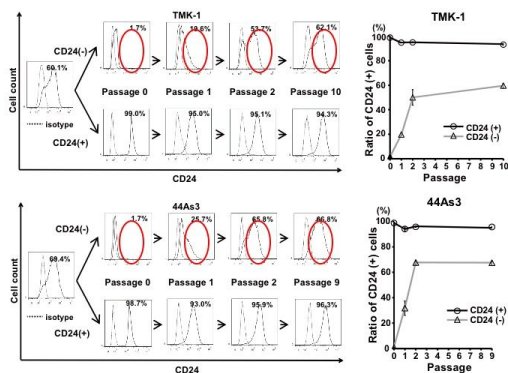 TMK-1
CD24(-)
1.7%
19.6%
53.7%
62.1%
60.1%
Cell count
Passage 0
Passage 1
Passage 2
Passage 10
isotype
CD24(+)
99.0%
95.0%
95.1%
94.3%
CD24
TMK-1
(%)
100
80
60
40
20
0
Ratio of CD24 (+) cells
CD24 (+)
CD24 (-)
0 1 2 3 4 5 6 7 8 9 10
Passage
44As3
CD24(-)
1.7%
25.7%
65.8%
66.8%
68.4%
Cell count
Passage 0
Passage 1
Passage 2
Passage 9
isotype
CD24(+)
98.7%
93.0%
95.9%
96.3%
CD24
44As3
(%)
100
80
60
40
20
0
Ratio of CD24 (+) cells
CD24 (+)
CD24 (-)
0 1 2 3 4 5 6 7 8 9
Passage